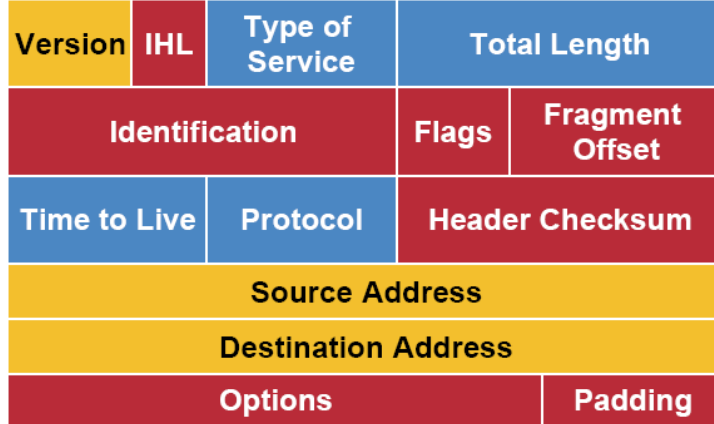 Version IHL Type of Service Total Length
Identification Flags Fragment Offset
Time to Live Protocol Header Checksum
Source Address
Destination Address
Options Padding